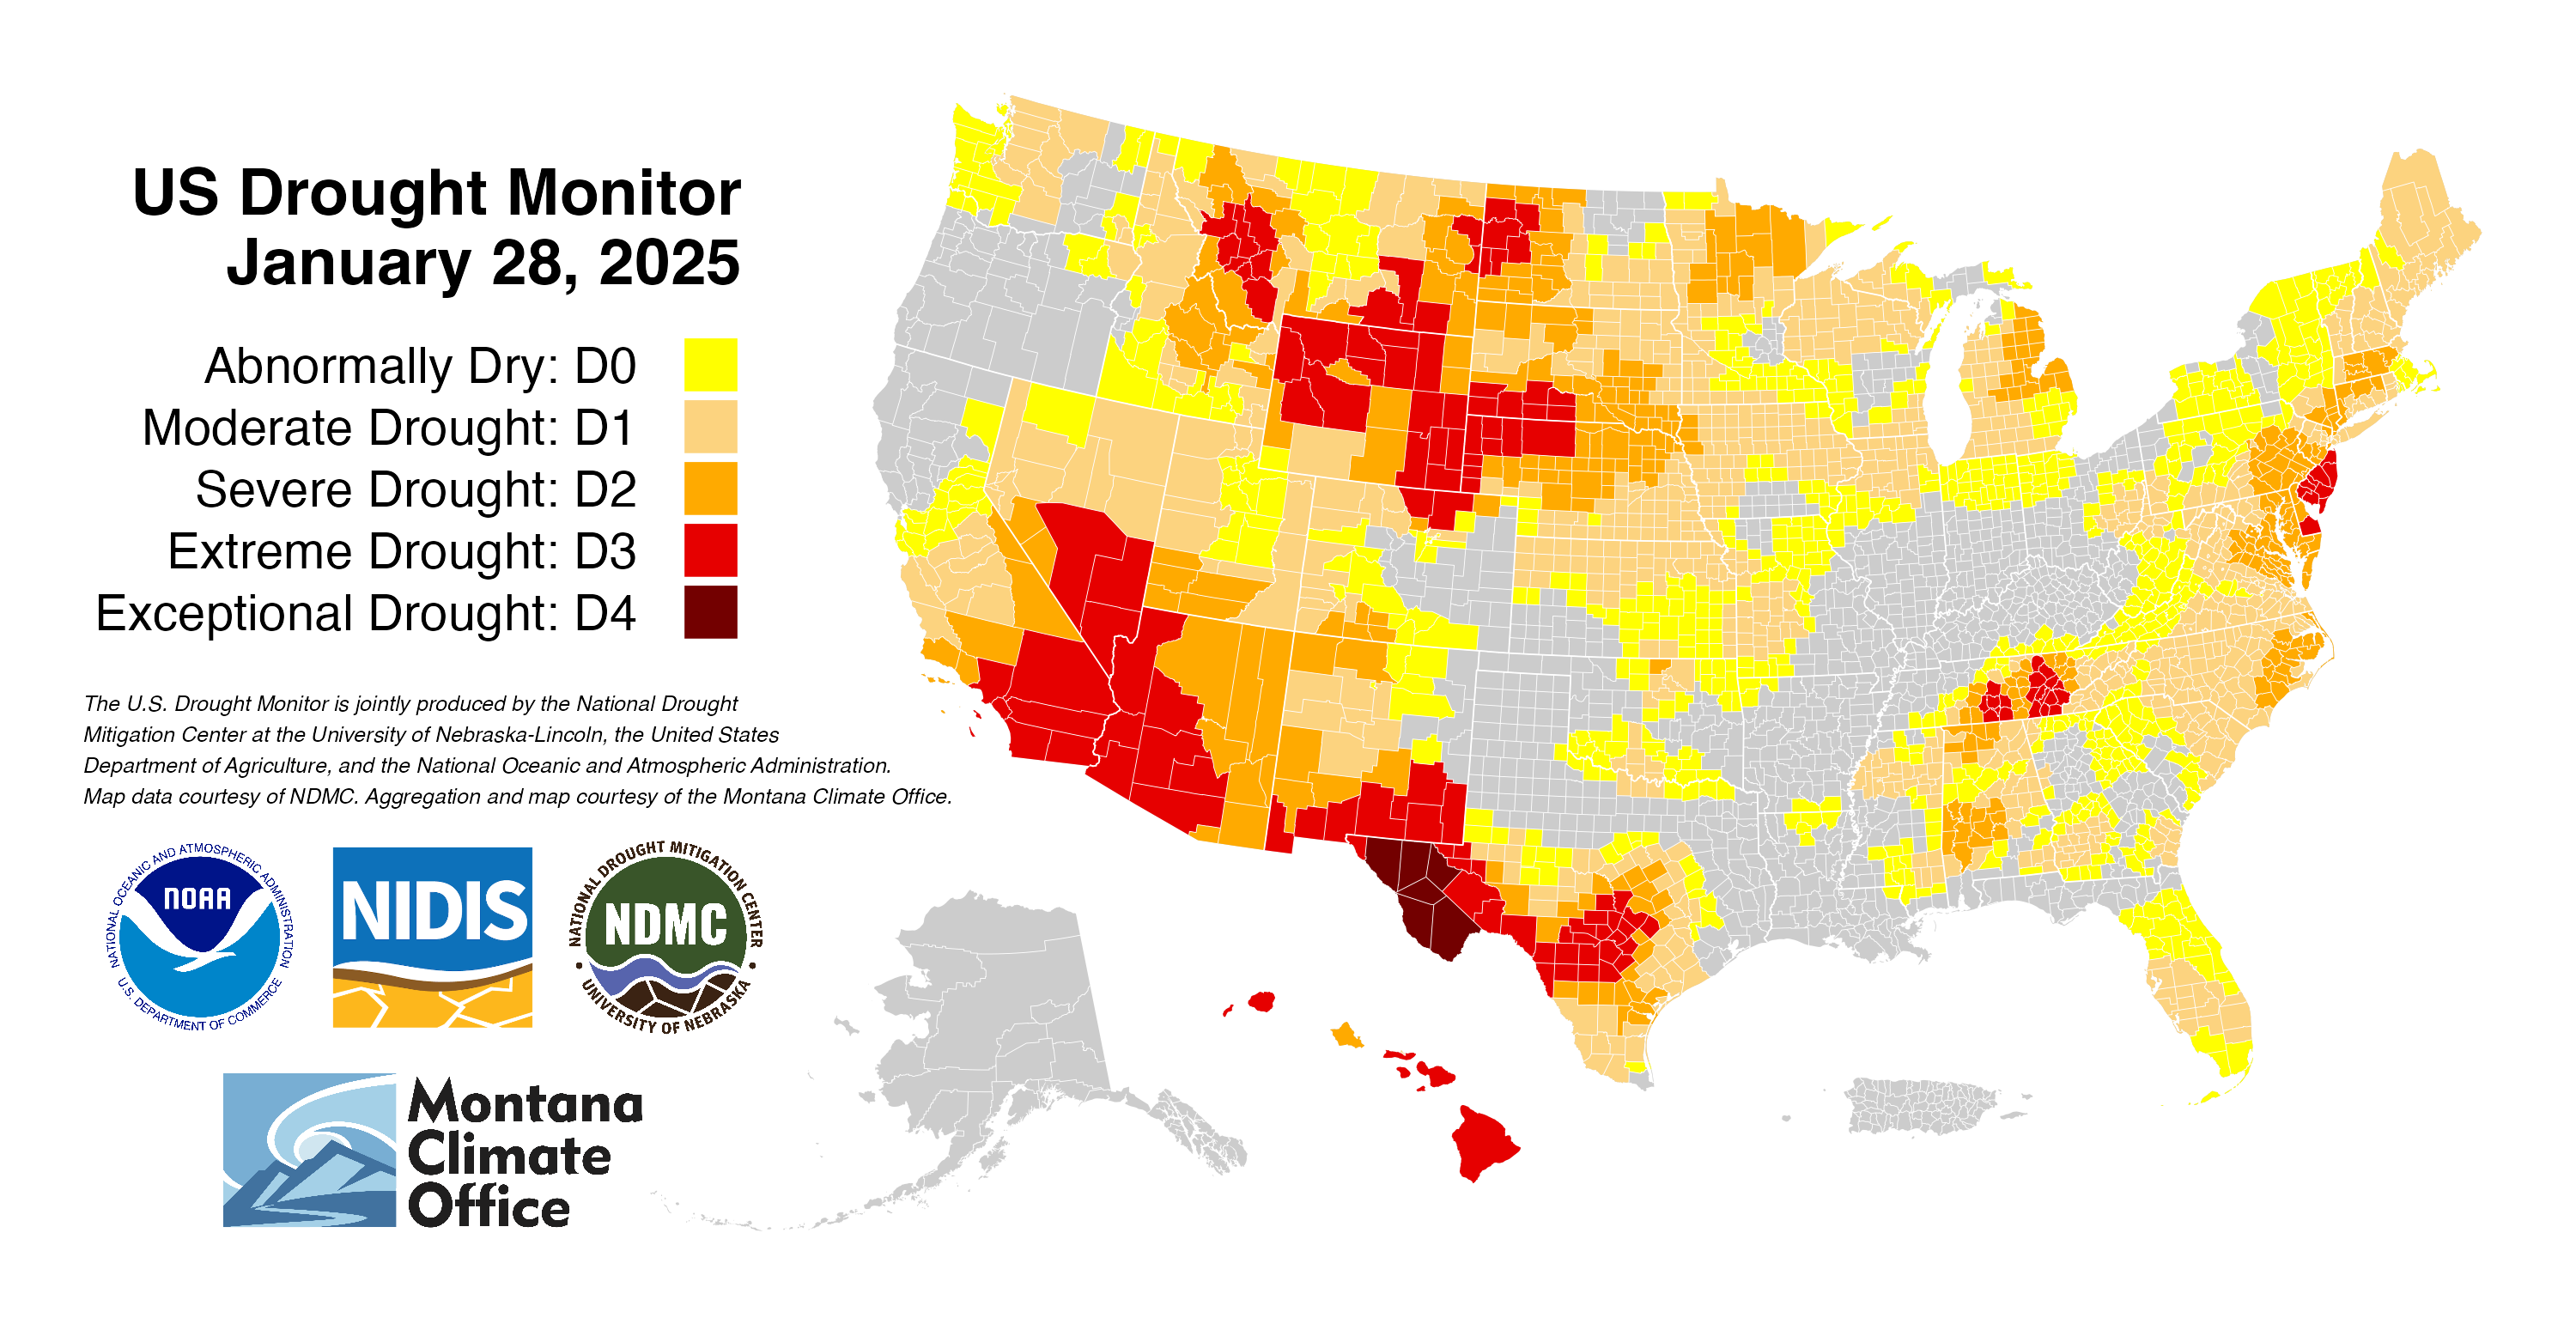 US Drought Monitor
January 28, 2025
Abnormally Dry: D0
Moderate Drought: D1
Severe Drought: D2
Extreme Drought: D3
Exceptional Drought: D4
The U.S. Drought Monitor is jointly produced by the National Drought
Mitigation Center at the University of Nebraska-Lincoln, the United States
Department of Agriculture, and the National Oceanic and Atmospheric Administration.
Map data courtesy of NDMC. Aggregation and map courtesy of the Montana Climate Office.
NATIONAL OCEANIC AND ATMOSPHERIC ADMINISTRATION
NOAA
U.S. DEPARTMENT OF COMMERCE
NIDIS
NATIONAL DROUGHT MITIGATION CENTER
NDMC
UNIVERSITY OF NEBRASKA
Montana
Climate
Office